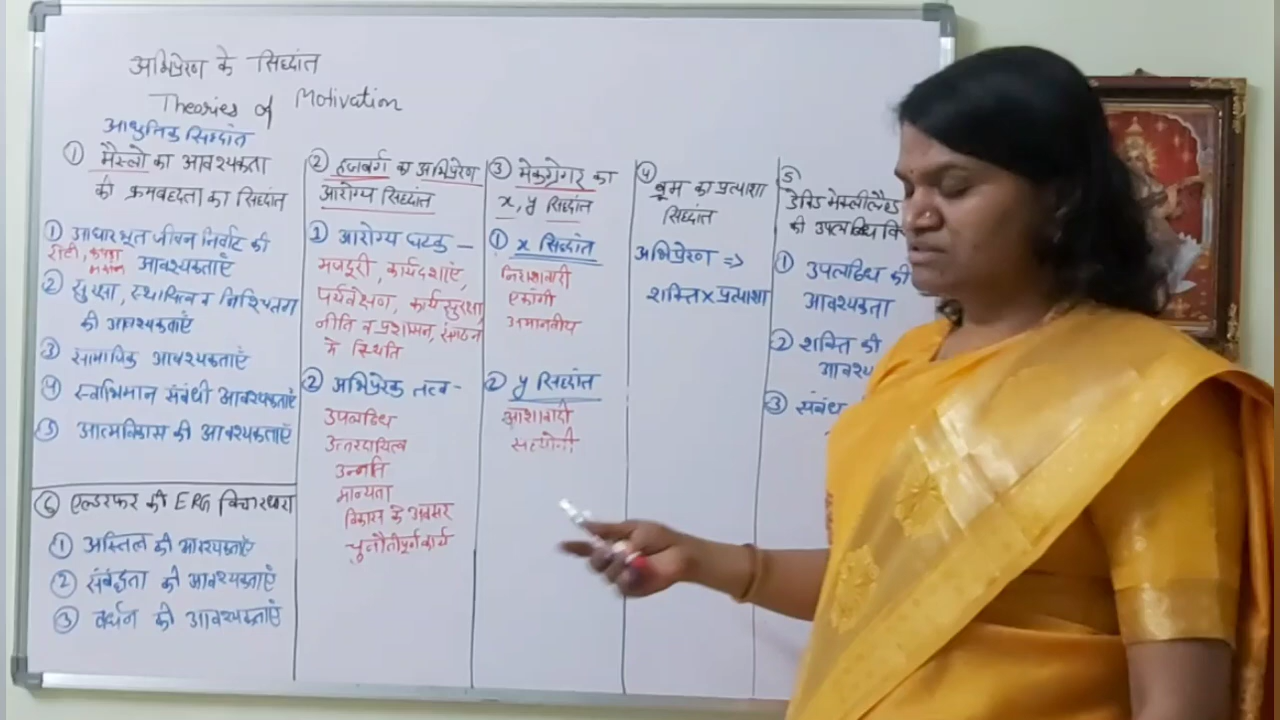 अभिप्रेरण के सिद्धांत
Theories of Motivation
आधुनिक सिद्धांत
① मैस्लो का आवश्यकता
की क्रमबद्धता का सिद्धांत
① आधारभूत जीवन निर्वाह की
रोटी, कपड़ा
मकान आवश्यकताएँ
② सुरक्षा, स्थायित्व व निश्चितता
की आवश्यकताएँ
③ सामाजिक आवश्यकताएँ
④ स्वाभिमान संबंधी आवश्यकताएँ
⑤ आत्मविकास की आवश्यकताएँ
⑥ एल्डरफर की ERG विचारधारा
① अस्तित्व की आवश्यकताएँ
② संबंद्धता की आवश्यकताएँ
③ वर्धन की आवश्यकताएँ
② हर्जबर्ग का अभिप्रेरण
आरोग्य सिद्धांत
① आरोग्य घटक –
मजदूरी, कार्यदशाएं,
पर्यवेक्षण, कार्य सुरक्षा,
नीति व प्रशासन, संगठन
में स्थिति
② अभिप्रेरक तत्व -
उपलब्धि
उत्तरदायित्व
उन्नति
मान्यता
विकास के अवसर
चुनौतीपूर्ण कार्य
③ मेकग्रेगर का
x, y सिद्धांत
① x सिद्धांत
निराशावादी
एकांगी
अमानवीय
② y सिद्धांत
आशावादी
सहयोगी
④
ब्रूम का प्रत्याशा
सिद्धांत
अभिप्रेरण =>
शक्ति x प्रत्याशा
⑤
डेविड मेक्लीलैण्ड
की उपलब्धि
① उपलब्धि की
आवश्यकता
② शक्ति की
आवश्य
③ संबंध